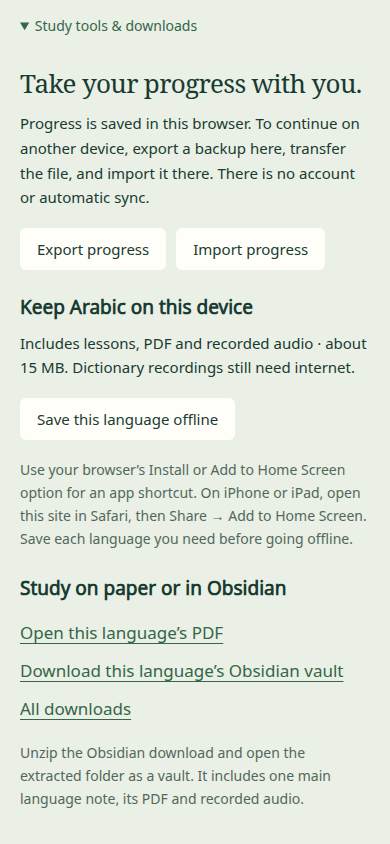 ▼ Study tools & downloads
Take your progress with you.
Progress is saved in this browser. To continue on
another device, export a backup here, transfer
the file, and import it there. There is no account
or automatic sync.
Export progress
Import progress
Keep Arabic on this device
Includes lessons, PDF and recorded audio · about
15 MB. Dictionary recordings still need internet.
Save this language offline
Use your browser’s Install or Add to Home Screen
option for an app shortcut. On iPhone or iPad, open
this site in Safari, then Share → Add to Home Screen.
Save each language you need before going offline.
Study on paper or in Obsidian
Open this language’s PDF
Download this language’s Obsidian vault
All downloads
Unzip the Obsidian download and open the
extracted folder as a vault. It includes one main
language note, its PDF and recorded audio.